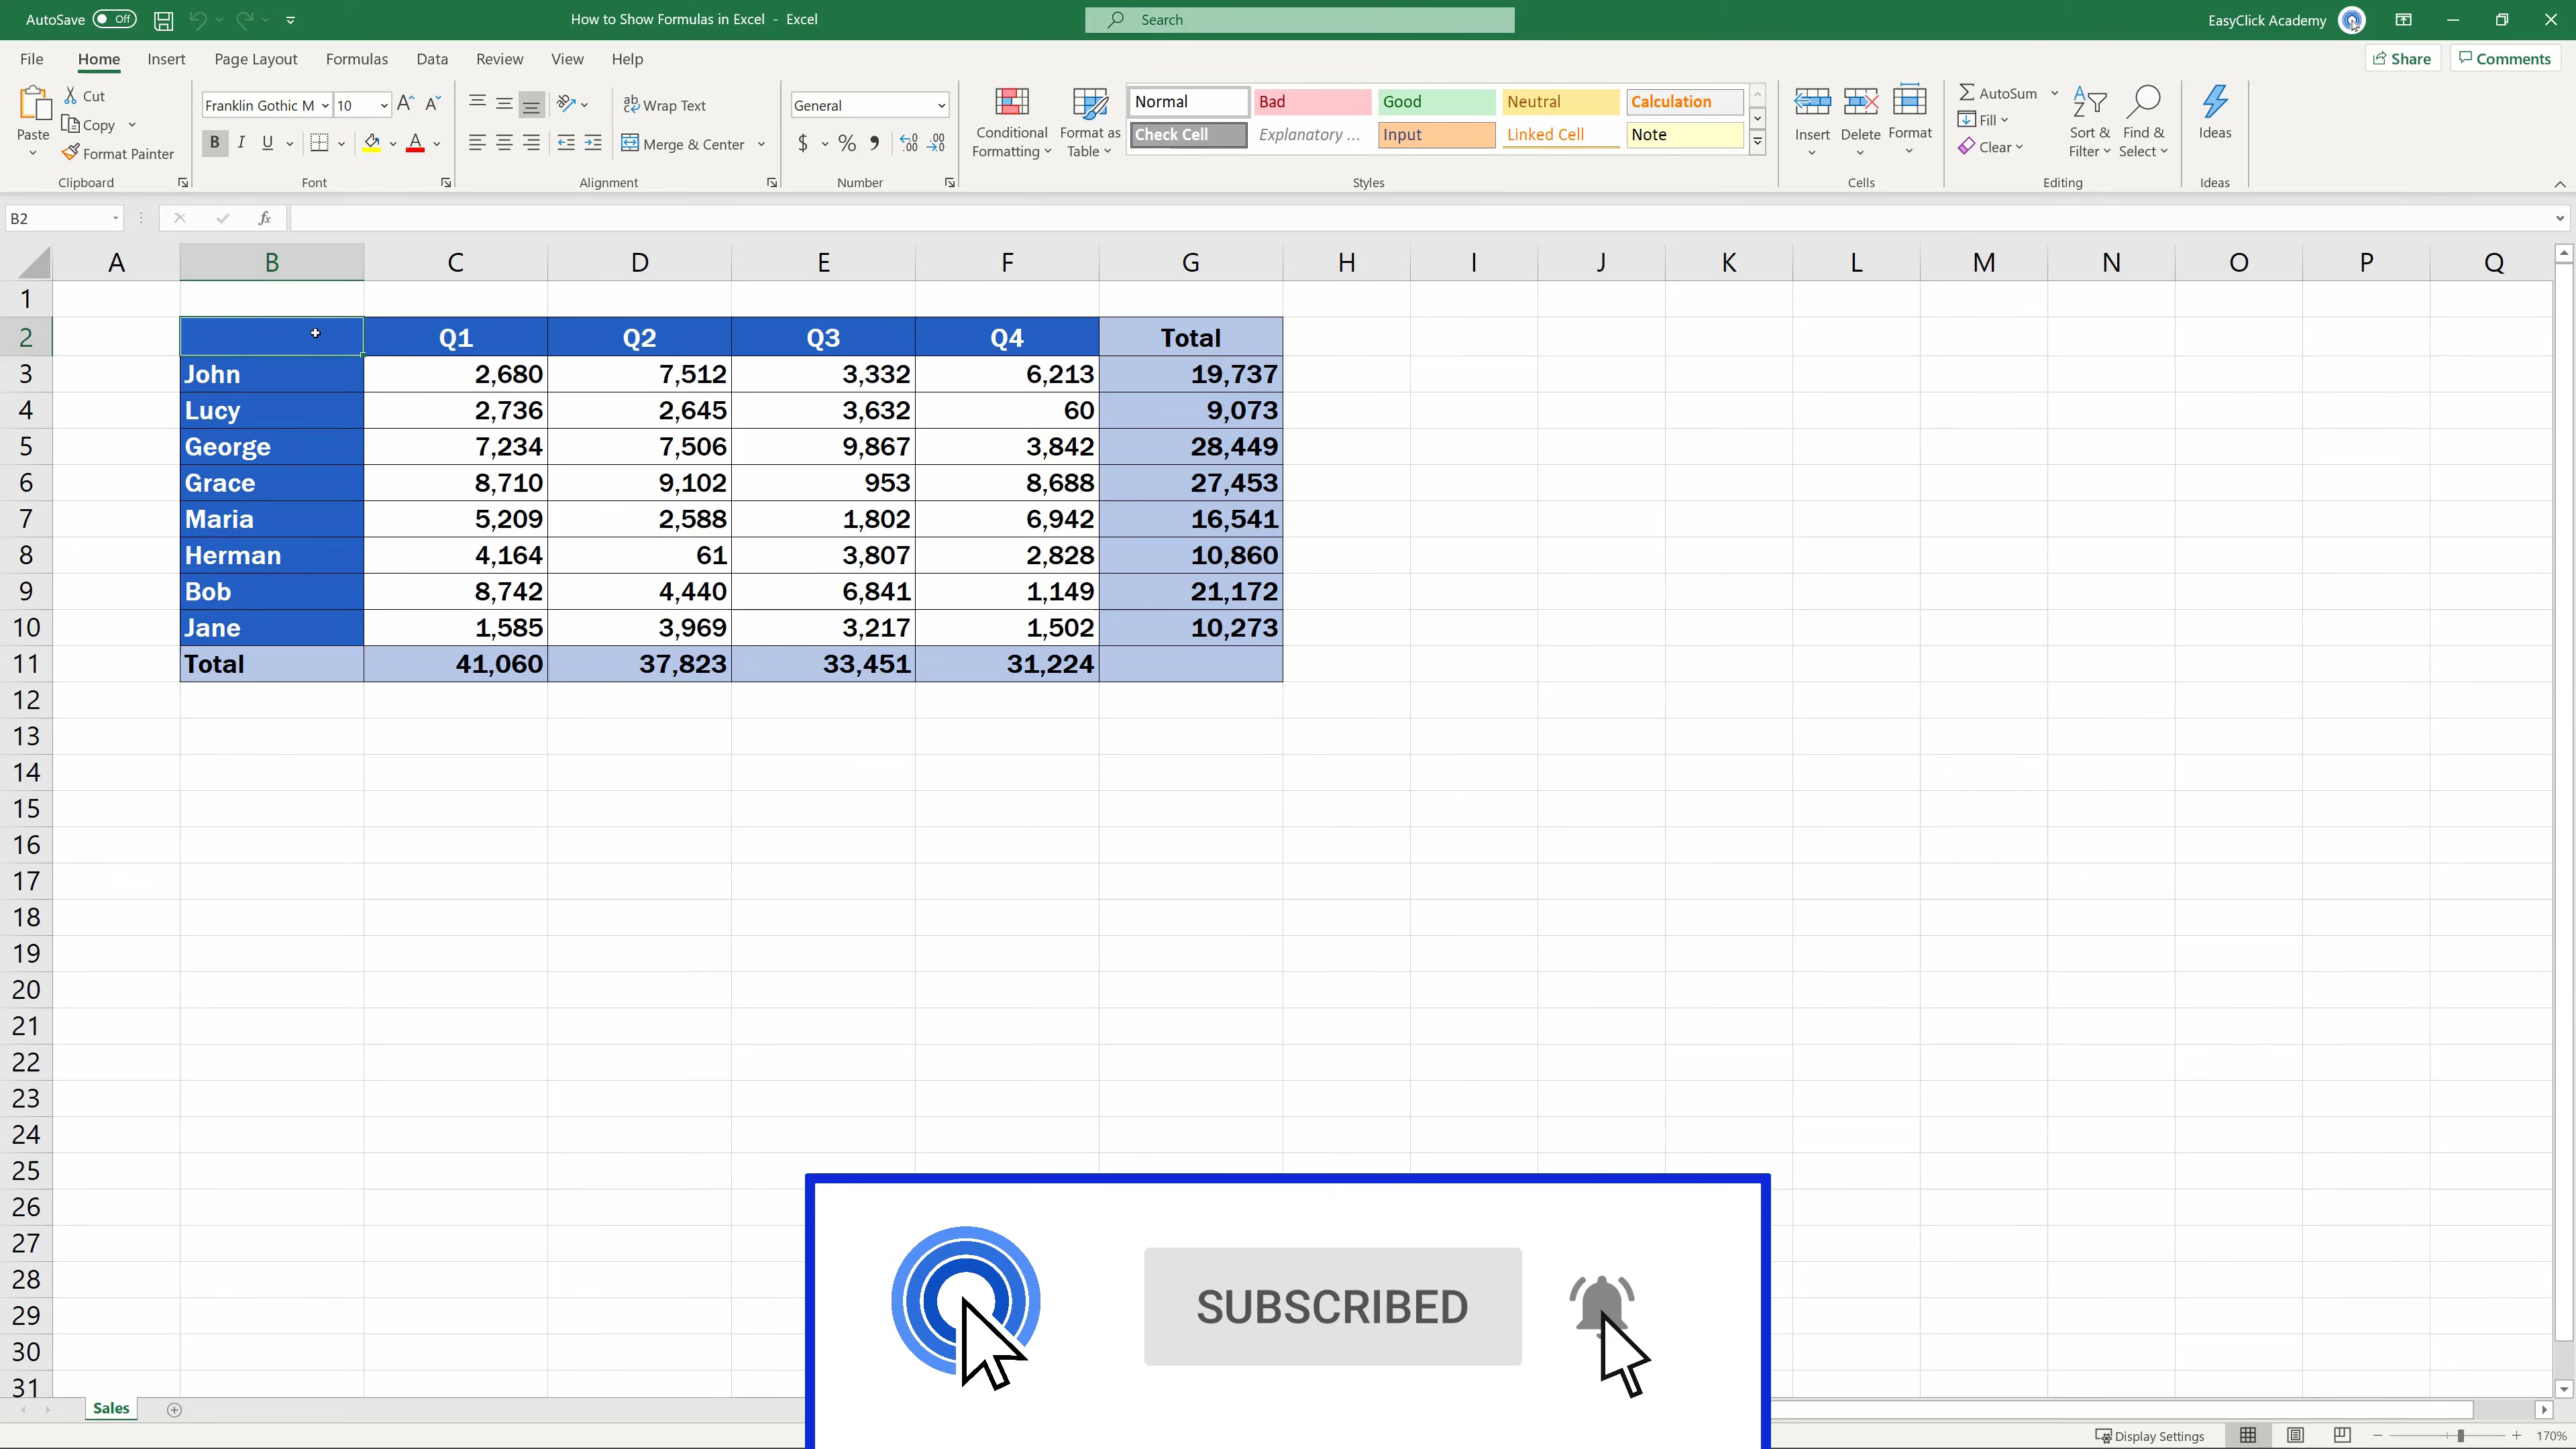 AutoSave Off How to Show Formulas in Excel - Excel Search EasyClick Academy
File Home Insert Page Layout Formulas Data Review View Help Share Comments
Paste Cut Copy Format Painter Clipboard
Franklin Gothic M 10 B I U Font
ab Wrap Text Merge & Center Alignment
General $ % Number
Conditional Formatting Format as Table
Normal Bad Good Neutral Calculation
Check Cell Explanatory ... Input Linked Cell Note
Styles
Insert Delete Format Cells
AutoSum Fill Clear Sort & Filter Find & Select Editing
Ideas Ideas
B2 fx
A B C D E F G H I J K L M N O P Q
1
2 Q1 Q2 Q3 Q4 Total
3 John 2,680 7,512 3,332 6,213 19,737
4 Lucy 2,736 2,645 3,632 60 9,073
5 George 7,234 7,506 9,867 3,842 28,449
6 Grace 8,710 9,102 953 8,688 27,453
7 Maria 5,209 2,588 1,802 6,942 16,541
8 Herman 4,164 61 3,807 2,828 10,860
9 Bob 8,742 4,440 6,841 1,149 21,172
10 Jane 1,585 3,969 3,217 1,502 10,273
11 Total 41,060 37,823 33,451 31,224
12
13
14
15
16
17
18
19
20
21
22
23
24
25
26
27
28
29
30
31
SUBSCRIBED
Sales
Display Settings 170%